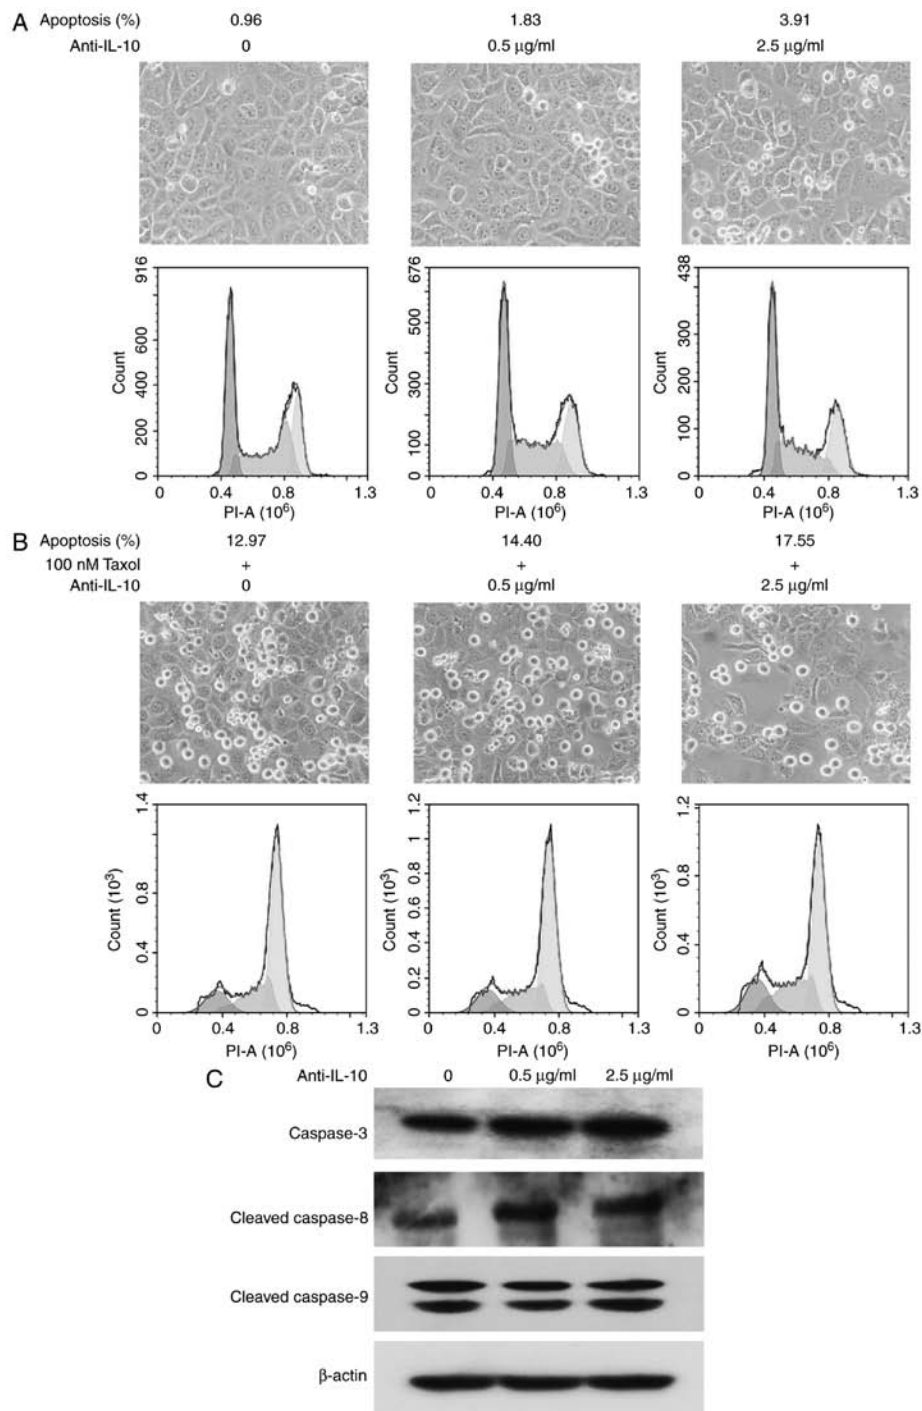 A Apoptosis (%) 0.96 1.83 3.91
Anti-IL-10 0 0.5 μg/ml 2.5 μg/ml
916 676 438
600 500 300
400 300 200
200 100 100
0 0 0
Count Count Count
0 0.4 0.8 1.3 0 0.4 0.8 1.3 0 0.4 0.8 1.3
PI-A (10⁶) PI-A (10⁶) PI-A (10⁶)
B Apoptosis (%) 12.97 14.40 17.55
100 nM Taxol + + +
Anti-IL-10 0 0.5 μg/ml 2.5 μg/ml
1.4 1.2 1.2
0.8 1 0.8
0.4 0.8 0.4
0 0.6 0
0.4
0.2
0
Count (10³) Count (10³) Count (10³)
0 0.4 0.8 1.3 0 0.4 0.8 1.3 0 0.4 0.8 1.3
PI-A (10⁶) PI-A (10⁶) PI-A (10⁶)
C Anti-IL-10 0 0.5 μg/ml 2.5 μg/ml
Caspase-3
Cleaved caspase-8
Cleaved caspase-9
β-actin